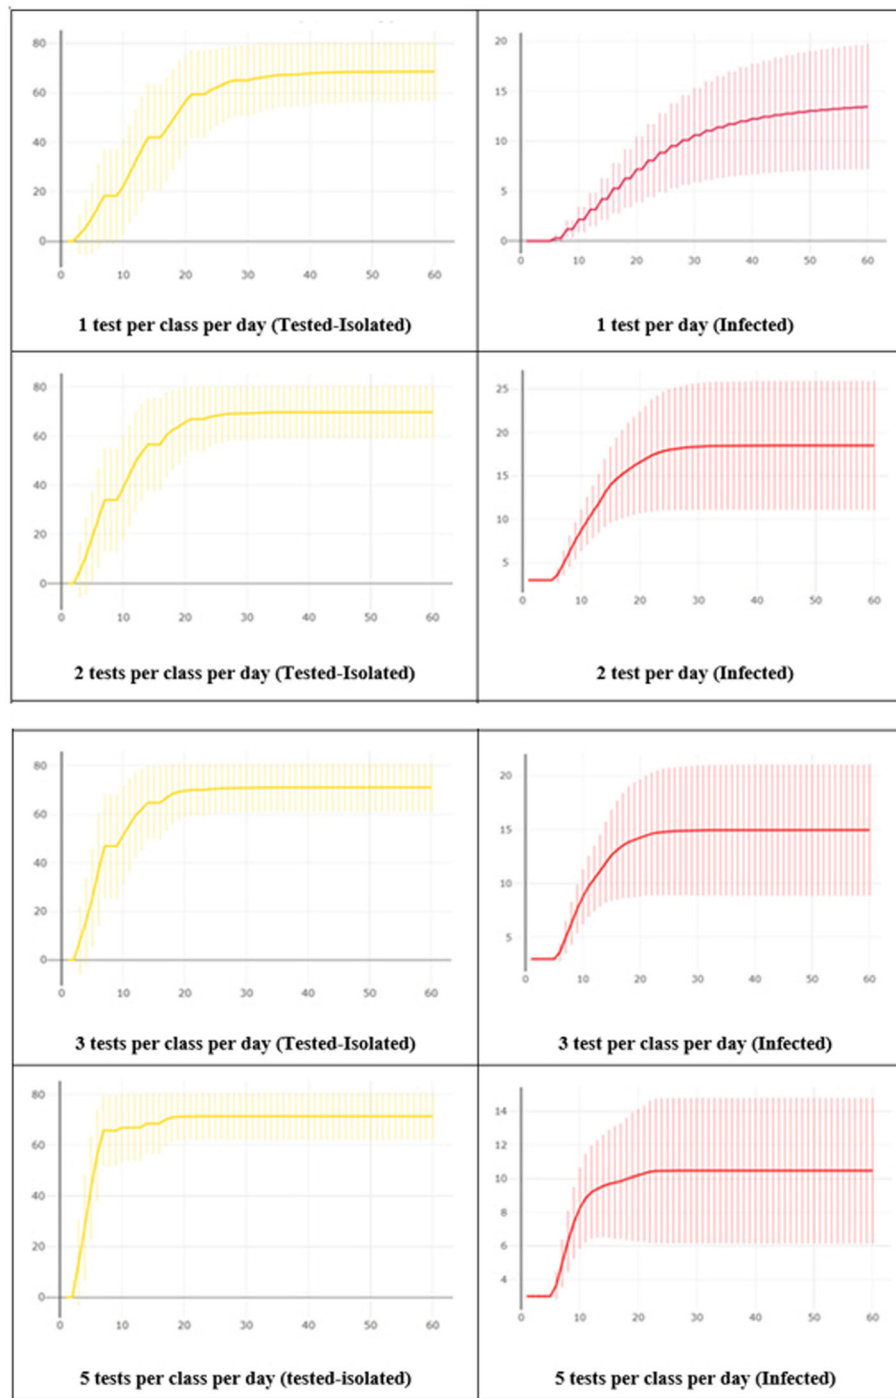 80
60
40
20
0
0 10 20 30 40 50 60
1 test per class per day (Tested-Isolated)
20
15
10
5
0
0 10 20 30 40 50 60
1 test per day (Infected)
80
60
40
20
0
0 10 20 30 40 50 60
2 tests per class per day (Tested-Isolated)
25
20
15
10
5
0 10 20 30 40 50 60
2 test per day (Infected)
80
60
40
20
0
0 10 20 30 40 50 60
3 tests per class per day (Tested-Isolated)
20
15
10
5
0 10 20 30 40 50 60
3 test per class per day (Infected)
80
60
40
20
0
0 10 20 30 40 50 60
5 tests per class per day (tested-isolated)
14
12
10
8
6
4
0 10 20 30 40 50 60
5 tests per class per day (Infected)